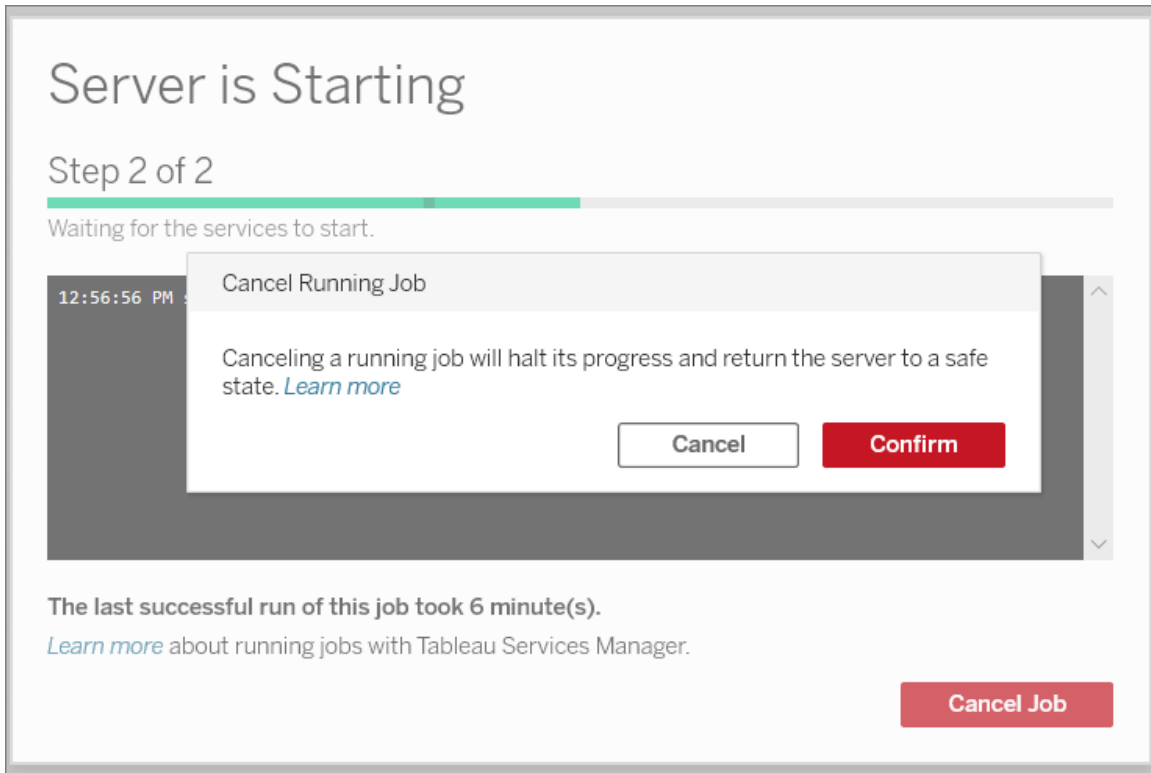 Server is Starting
Step 2 of 2
Waiting for the services to start.
12:56:56 PM
Cancel Running Job
Canceling a running job will halt its progress and return the server to a safe
state. Learn more
Cancel
Confirm
The last successful run of this job took 6 minute(s).
Learn more about running jobs with Tableau Services Manager.
Cancel Job